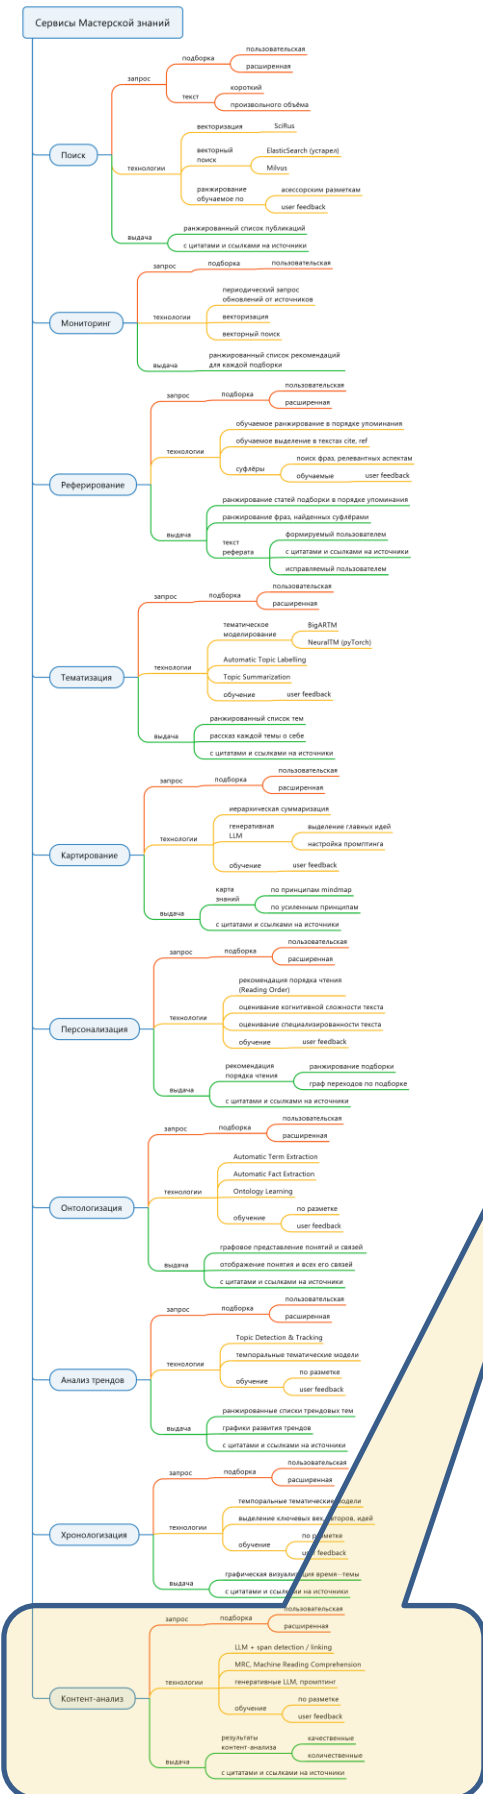 Сервисы Мастерской знаний
Поиск
запрос
подборка
пользовательская
расширенная
текст
короткий
произвольного объёма
технологии
векторизация
SciRus
векторный
поиск
ElasticSearch (устарел)
Milvus
ранжирование
обучаемое по
асессорским разметкам
user feedback
выдача
ранжированный список публикаций
с цитатами и ссылками на источники
Мониторинг
запрос
подборка
пользовательская
технологии
периодический запрос
обновлений от источников
векторизация
векторный поиск
выдача
ранжированный список рекомендаций
для каждой подборки
Реферирование
запрос
подборка
пользовательская
расширенная
технологии
обучаемое ранжирование в порядке упоминания
обучаемое выделение в текстах cite, ref
суфлёры
поиск фраз, релевантных аспектам
обучаемые
user feedback
выдача
ранжирование статей подборки в порядке упоминания
ранжирование фраз, найденных суфлёрами
текст
реферата
формируемый пользователем
с цитатами и ссылками на источники
исправляемый пользователем
Тематизация
запрос
подборка
пользовательская
расширенная
технологии
тематическое
моделирование
BigARTM
NeuralTM (pyTorch)
Automatic Topic Labelling
Topic Summarization
обучение
user feedback
выдача
ранжированный список тем
рассказ каждой темы о себе
с цитатами и ссылками на источники
Картирование
запрос
подборка
пользовательская
расширенная
технологии
иерархическая суммаризация
генеративная
LLM
выделение главных идей
настройка промптинга
обучение
user feedback
выдача
карта
знаний
по принципам mindmap
по усиленным принципам
с цитатами и ссылками на источники
Персонализация
запрос
подборка
пользовательская
расширенная
технологии
рекомендация порядка чтения
(Reading Order)
оценивание когнитивной сложности текста
оценивание специализированности текста
обучение
user feedback
выдача
рекомендация
порядка чтения
ранжирование подборки
граф переходов по подборке
с цитатами и ссылками на источники
Онтологизация
запрос
подборка
пользовательская
расширенная
технологии
Automatic Term Extraction
Automatic Fact Extraction
Ontology Learning
обучение
по разметке
user feedback
выдача
графовое представление понятий и связей
отображение понятия и всех его связей
с цитатами и ссылками на источники
Анализ трендов
запрос
подборка
пользовательская
расширенная
технологии
Topic Detection & Tracking
темпоральные тематические модели
обучение
по разметке
user feedback
выдача
ранжированные списки трендовых тем
графики развития трендов
с цитатами и ссылками на источники
Хронологизация
запрос
подборка
пользовательская
расширенная
технологии
темпоральные тематические модели
выделение ключевых вех, авторов, идей
обучение
по разметке
user feedback
выдача
графическая визуализация время–темы
с цитатами и ссылками на источники
Контент-анализ
запрос
подборка
пользовательская
расширенная
технологии
LLM + span detection / linking
MRC, Machine Reading Comprehension
генеративные LLM, промптинг
обучение
по разметке
user feedback
выдача
результаты
контент-анализа
качественные
количественные
с цитатами и ссылками на источники